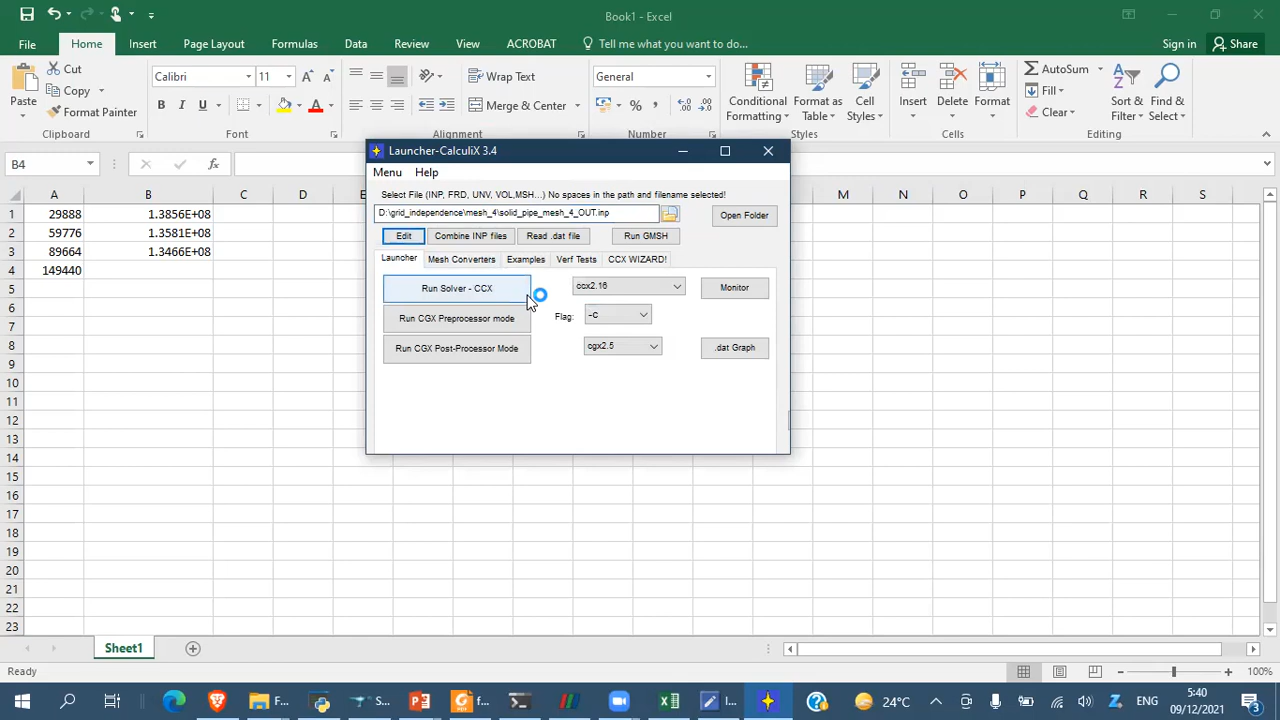 Book1 - Excel
File Home Insert Page Layout Formulas Data Review View ACROBAT Tell me what you want to do... Sign in Share
Cut Calibri 11 Wrap Text General AutoSum
Copy Fill
Paste Format Painter Merge & Center Conditional Formatting Format as Table Cell Styles Insert Delete Format Clear Sort & Filter Find & Select
Clipboard Font Alignment Number Styles Cells Editing
B4
A B C D E M N O P Q R S
1 29888 1.3856E+08
2 59776 1.3581E+08
3 89664 1.3466E+08
4 149440
5
6
7
8
9
10
11
12
13
14
15
16
17
18
19
20
21
22
23
Launcher-CalculiX 3.4
Menu Help
Select File (INP, FRD, UNV, VOL,MSH...) No spaces in the path and filename selected!
D:\grid_independence\mesh_4\solid_pipe_mesh_4_OUT.inp Open Folder
Edit Combine INP files Read .dat file Run GMSH
Launcher Mesh Converters Examples Verf Tests CCX WIZARD!
Run Solver - CCX ccx2.16 Monitor
Run CGX Preprocessor mode Flag: -c
Run CGX Post-Processor Mode cgx2.5 .dat Graph
Sheet1
Ready 100%
F... S... f... I... 24°C ENG 5:40
09/12/2021
3